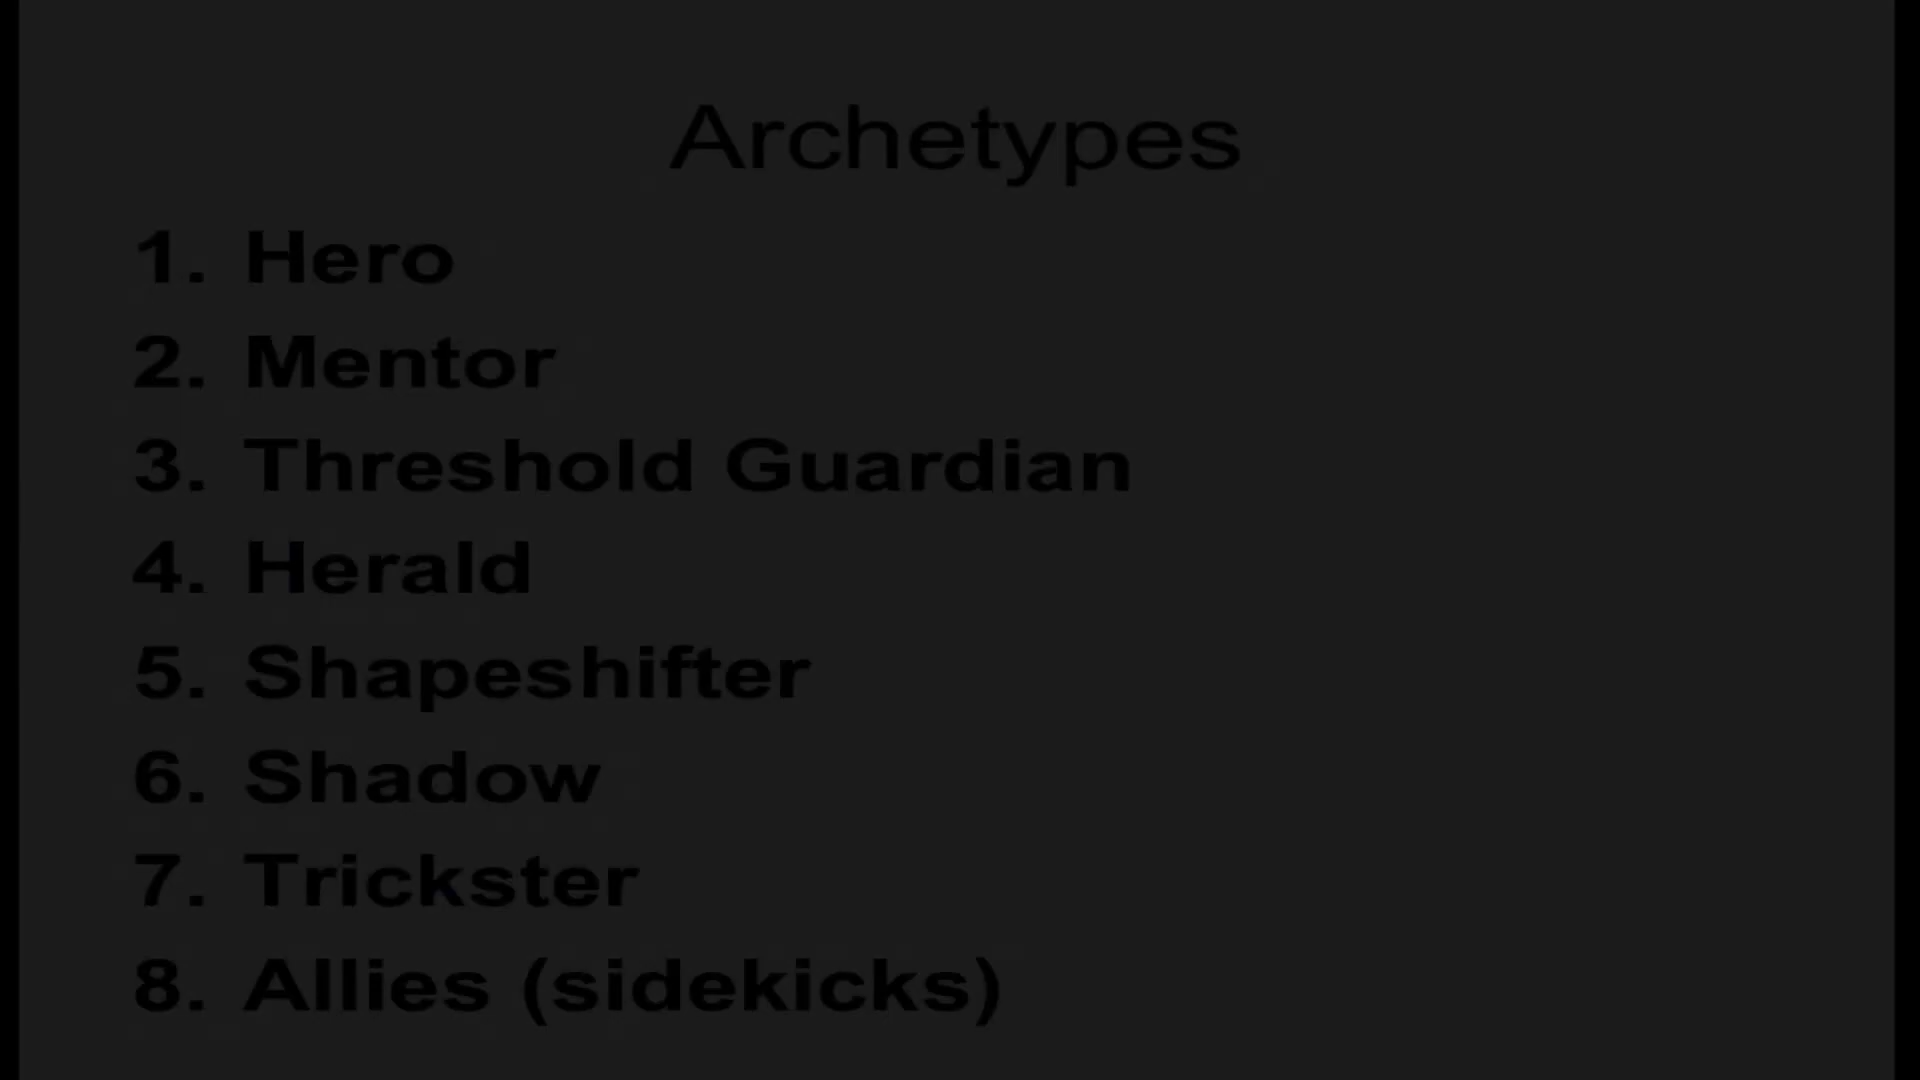 Archetypes
1. Hero
2. Mentor
3. Threshold Guardian
4. Herald
5. Shapeshifter
6. Shadow
7. Trickster
8. Allies (sidekicks)